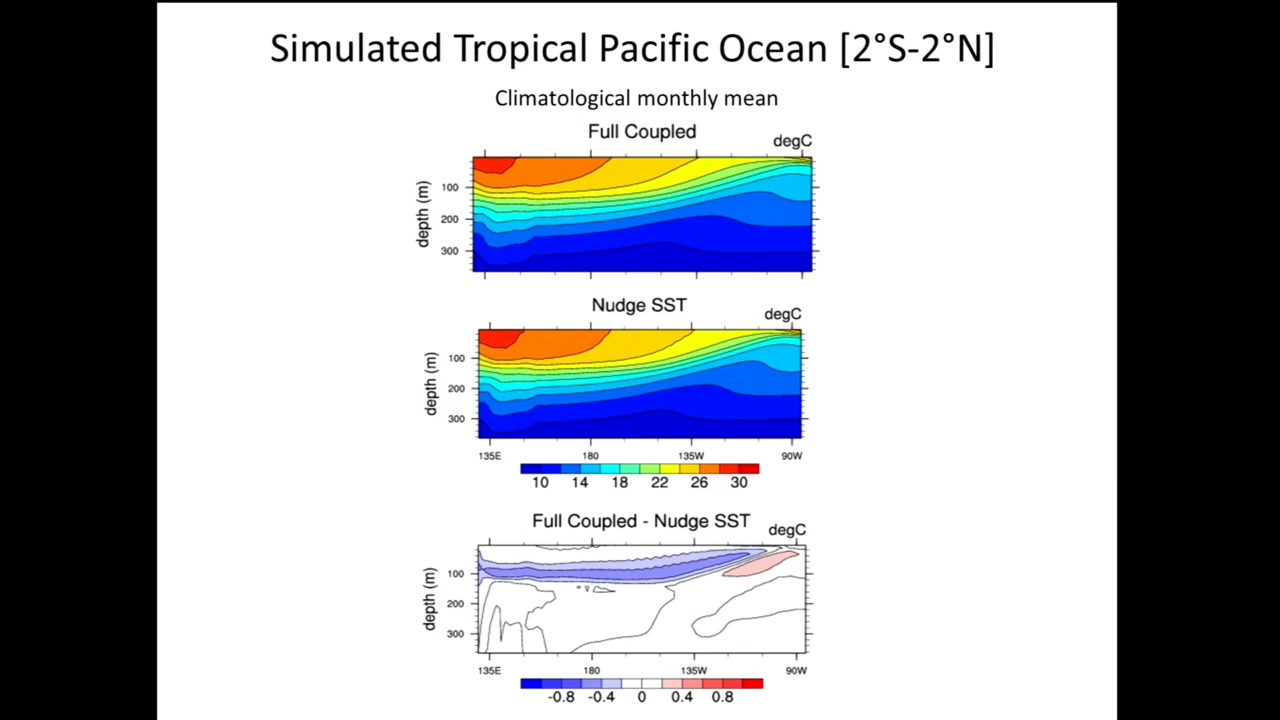 Simulated Tropical Pacific Ocean [2°S-2°N]
Climatological monthly mean
Full Coupled
degC
depth (m)
100
200
300
Nudge SST
degC
depth (m)
100
200
300
135E 180 135W 90W
10 14 18 22 26 30
Full Coupled - Nudge SST
degC
depth (m)
100
200
300
135E 180 135W 90W
-0.8 -0.4 0 0.4 0.8